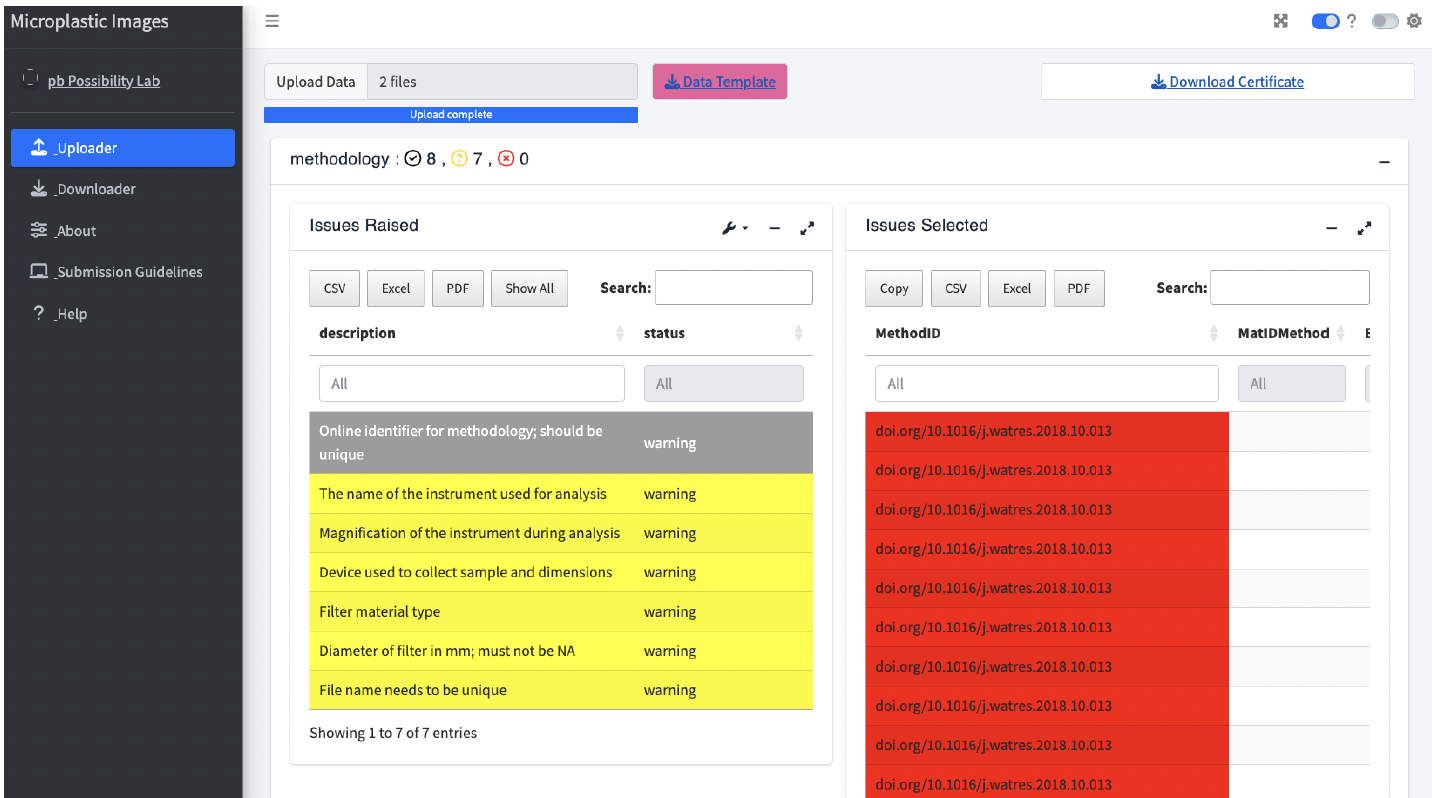 Microplastic Images
?
pb Possibility Lab
Upload Data 2 files
Data Template
Download Certificate
Upload complete
_Uploader
_Downloader
_About
_Submission Guidelines
? _Help
methodology : 8 , ? 7 , 0
Issues Raised
CSV Excel PDF Show All Search:
description status
All All
Online identifier for methodology; should be
unique
warning
The name of the instrument used for analysis warning
Magnification of the instrument during analysis warning
Device used to collect sample and dimensions warning
Filter material type warning
Diameter of filter in mm; must not be NA warning
File name needs to be unique warning
Showing 1 to 7 of 7 entries
Issues Selected
Copy CSV Excel PDF Search:
MethodID MatIDMethod
All All
doi.org/10.1016/j.watres.2018.10.013
doi.org/10.1016/j.watres.2018.10.013
doi.org/10.1016/j.watres.2018.10.013
doi.org/10.1016/j.watres.2018.10.013
doi.org/10.1016/j.watres.2018.10.013
doi.org/10.1016/j.watres.2018.10.013
doi.org/10.1016/j.watres.2018.10.013
doi.org/10.1016/j.watres.2018.10.013
doi.org/10.1016/j.watres.2018.10.013
doi.org/10.1016/j.watres.2018.10.013